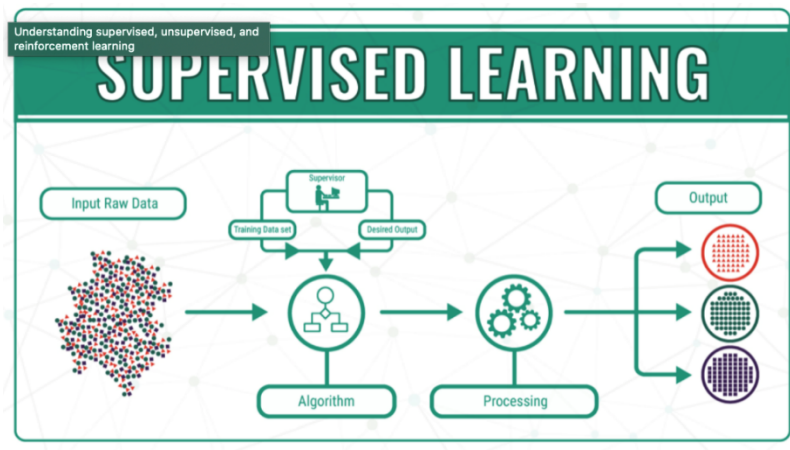 Understanding supervised, unsupervised, and
reinforcement learning
SUPERVISED LEARNING
Input Raw Data
Supervisor
Training Data set
Desired Output
Output
Algorithm
Processing